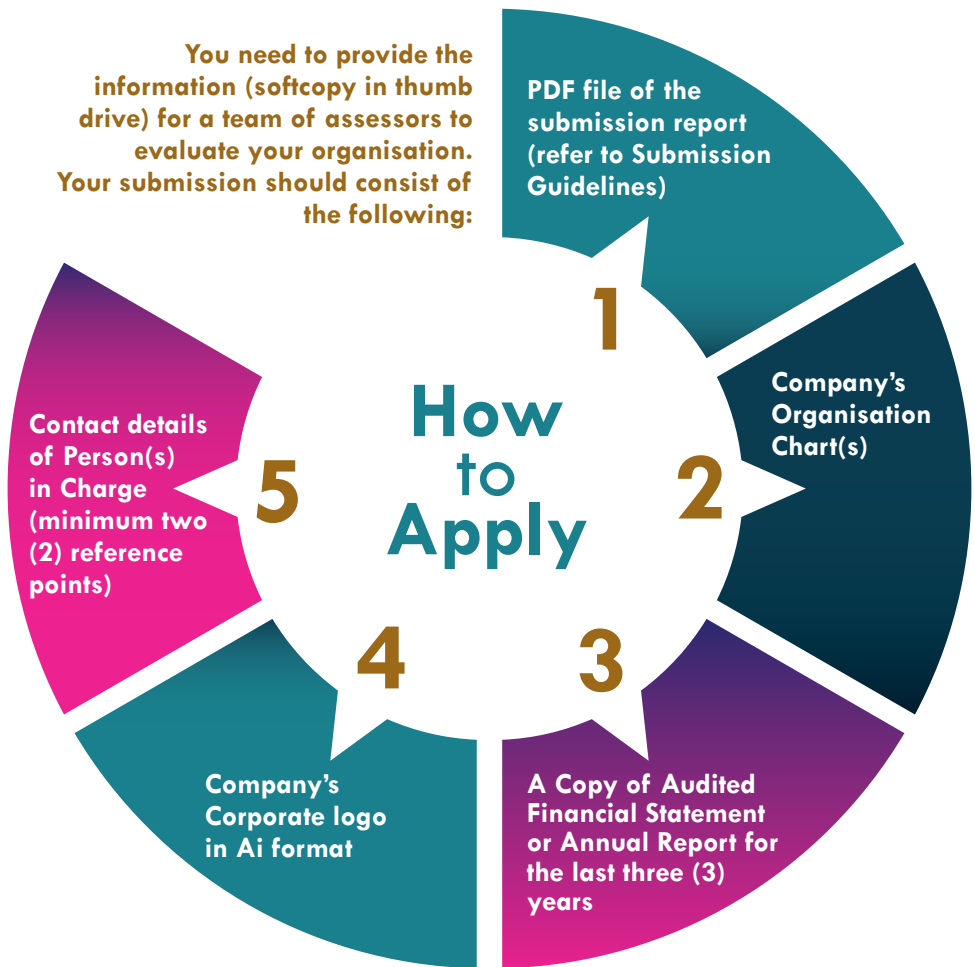 You need to provide the
information (softcopy in thumb
drive) for a team of assessors to
evaluate your organisation.
Your submission should consist of
the following:
How
to
Apply
1
PDF file of the
submission report
(refer to Submission
Guidelines)
2
Company’s
Organisation
Chart(s)
3
A Copy of Audited
Financial Statement
or Annual Report for
the last three (3)
years
4
Company’s
Corporate logo
in Ai format
5
Contact details
of Person(s)
in Charge
(minimum two
(2) reference
points)